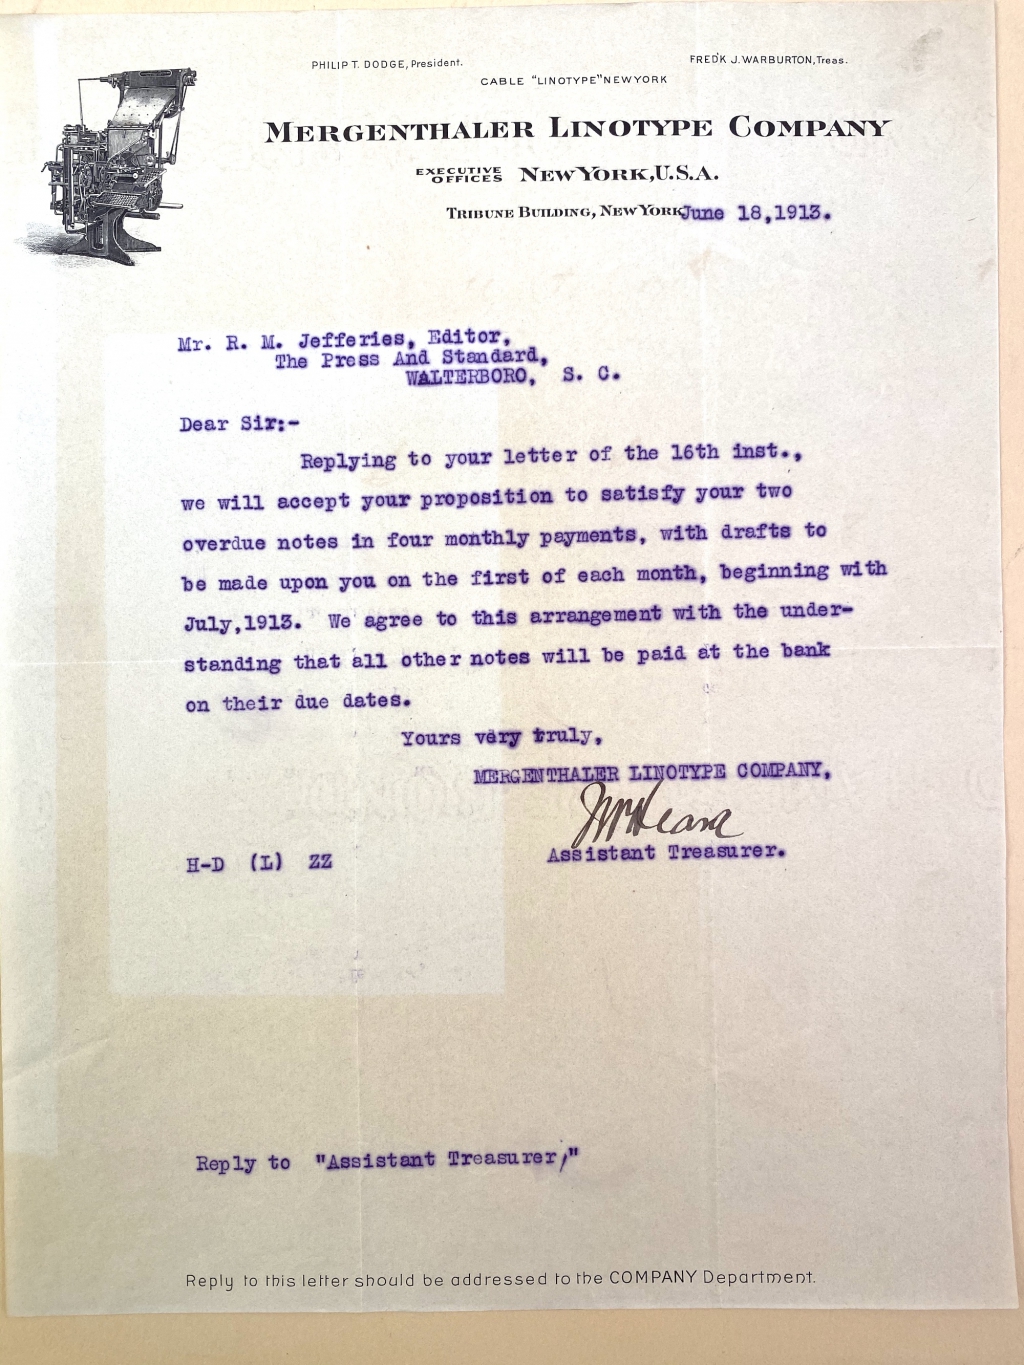 PHILIP T. DODGE, President.
FRED'K J. WARBURTON, Treas.
CABLE "LINOTYPE" NEW YORK
MERGENTHALER LINOTYPE COMPANY
EXECUTIVE OFFICES NEW YORK, U.S.A.
TRIBUNE BUILDING, NEW YORK June 18,1913.
Mr. R. M. Jefferies, Editor,
The Press And Standard,
WALTERBORO, S. C.
Dear Sir:-
Replying to your letter of the 16th inst.,
we will accept your proposition to satisfy your two
overdue notes in four monthly payments, with drafts to
be made upon you on the first of each month, beginning with
July,1913. We agree to this arrangement with the under-
standing that all other notes will be paid at the bank
on their due dates.
Yours very truly,
MERGENTHALER LINOTYPE COMPANY,
Assistant Treasurer.
H-D (L) ZZ
Reply to "Assistant Treasurer,"
Reply to this letter should be addressed to the COMPANY Department.